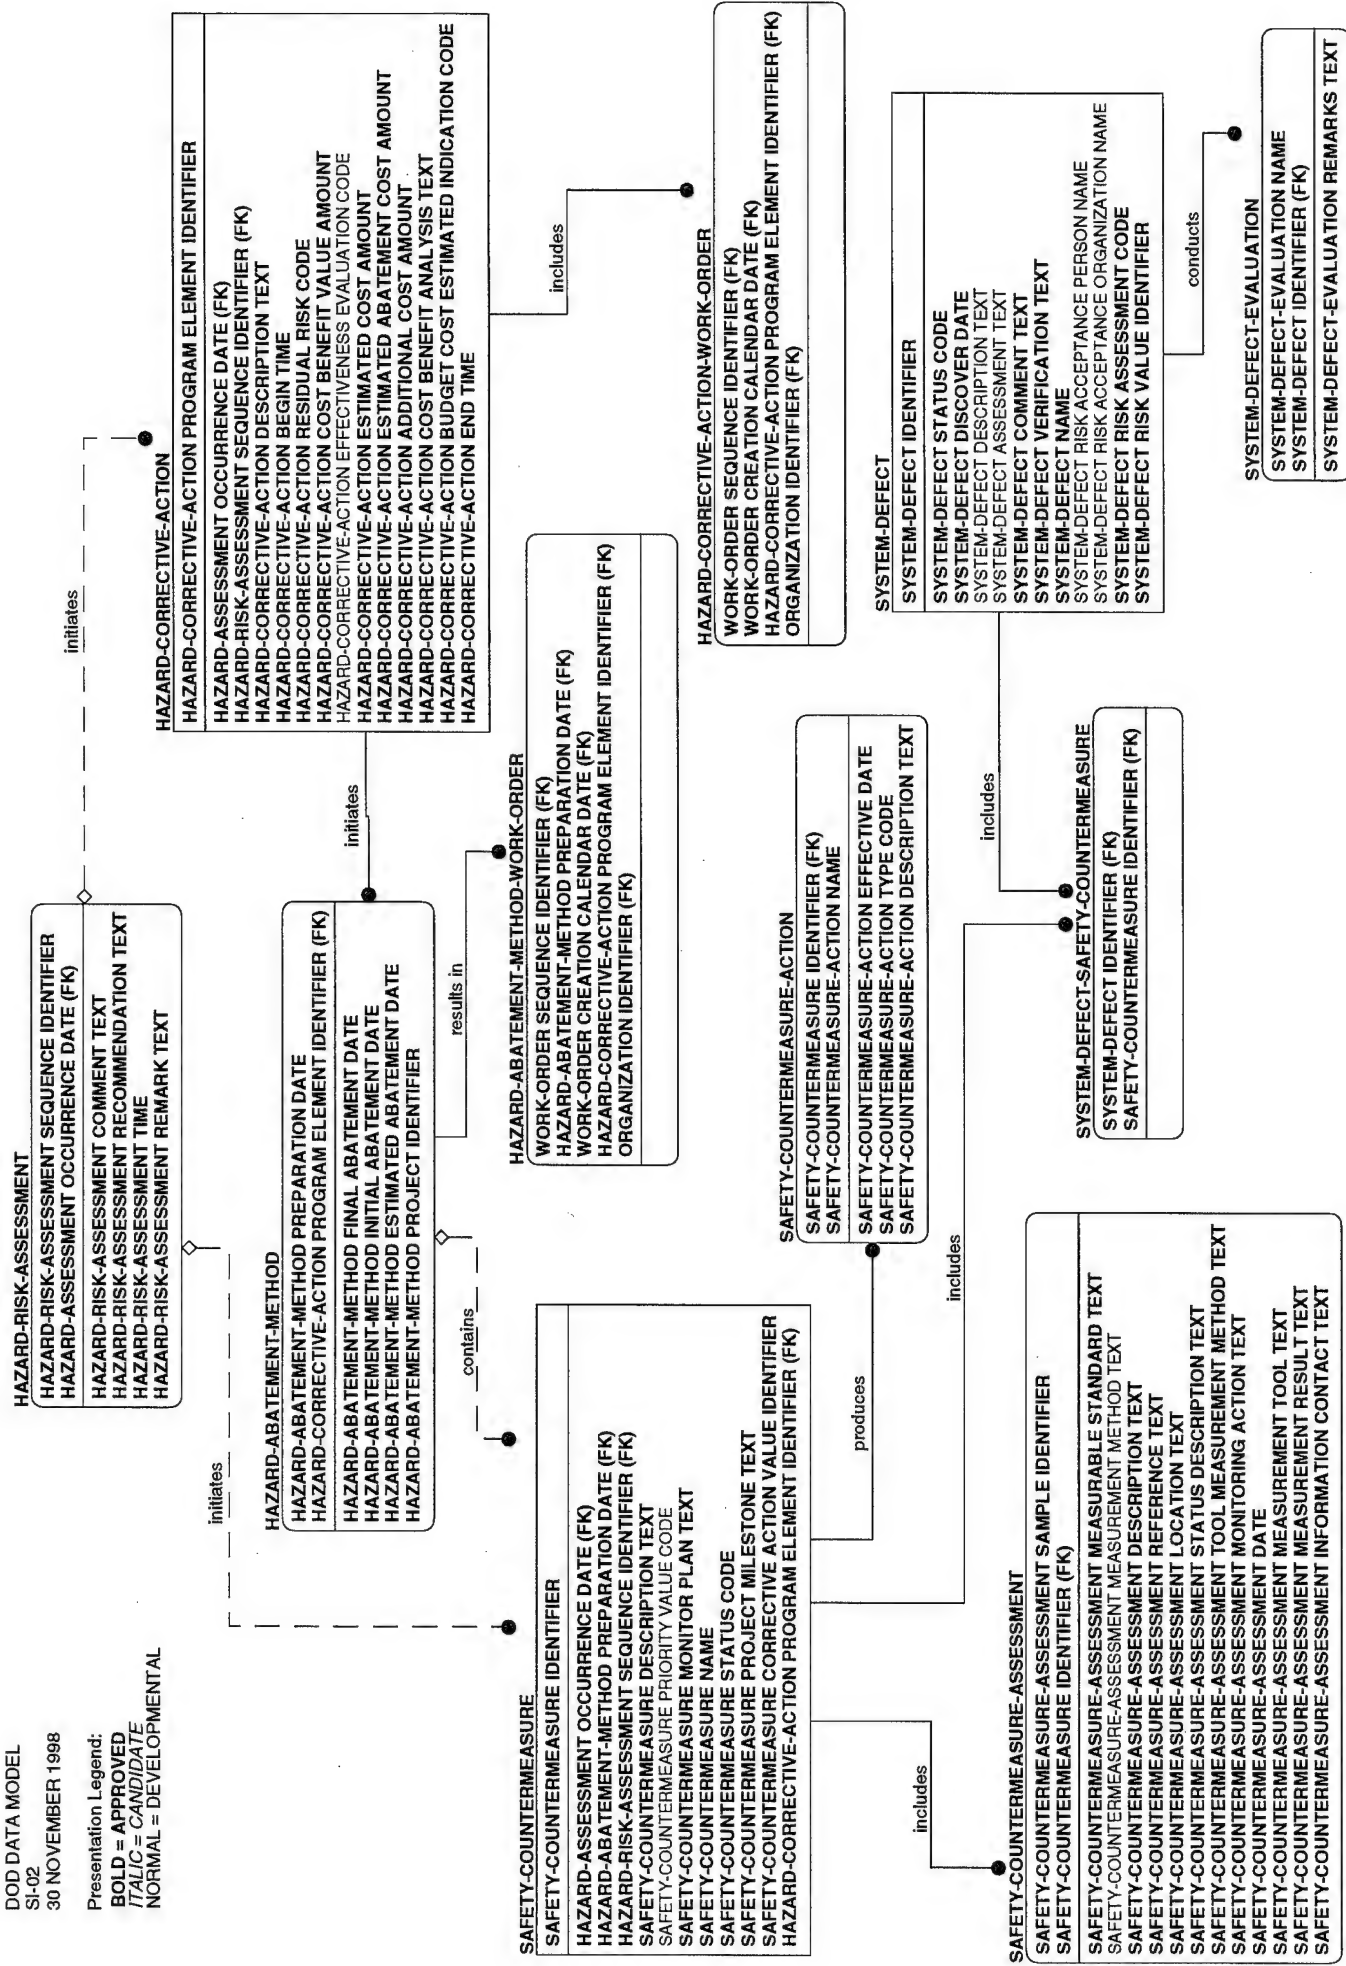 DOD DATA MODEL
SI-02
30 NOVEMBER 1998
Presentation Legend:
BOLD = APPROVED
ITALIC = CANDIDATE
NORMAL = DEVELOPMENTAL
HAZARD-RISK-ASSESSMENT
HAZARD-RISK-ASSESSMENT SEQUENCE IDENTIFIER
HAZARD-ASSESSMENT OCCURRENCE DATE (FK)
HAZARD-RISK-ASSESSMENT COMMENT TEXT
HAZARD-RISK-ASSESSMENT RECOMMENDATION TEXT
HAZARD-RISK-ASSESSMENT TIME
HAZARD-RISK-ASSESSMENT REMARK TEXT
initiates
initiates
HAZARD-CORRECTIVE-ACTION
HAZARD-CORRECTIVE-ACTION PROGRAM ELEMENT IDENTIFIER
HAZARD-ASSESSMENT OCCURRENCE DATE (FK)
HAZARD-RISK-ASSESSMENT SEQUENCE IDENTIFIER (FK)
HAZARD-CORRECTIVE-ACTION DESCRIPTION TEXT
HAZARD-CORRECTIVE-ACTION BEGIN TIME
HAZARD-CORRECTIVE-ACTION RESIDUAL RISK CODE
HAZARD-CORRECTIVE-ACTION COST BENEFIT VALUE AMOUNT
HAZARD-CORRECTIVE-ACTION EFFECTIVENESS EVALUATION CODE
HAZARD-CORRECTIVE-ACTION ESTIMATED COST AMOUNT
HAZARD-CORRECTIVE-ACTION ESTIMATED ABATEMENT COST AMOUNT
HAZARD-CORRECTIVE-ACTION ADDITIONAL COST AMOUNT
HAZARD-CORRECTIVE-ACTION COST BENEFIT ANALYSIS TEXT
HAZARD-CORRECTIVE-ACTION BUDGET COST ESTIMATED INDICATION CODE
HAZARD-CORRECTIVE-ACTION END TIME
initiates
includes
HAZARD-ABATEMENT-METHOD
HAZARD-ABATEMENT-METHOD PREPARATION DATE
HAZARD-CORRECTIVE-ACTION PROGRAM ELEMENT IDENTIFIER (FK)
HAZARD-ABATEMENT-METHOD FINAL ABATEMENT DATE
HAZARD-ABATEMENT-METHOD INITIAL ABATEMENT DATE
HAZARD-ABATEMENT-METHOD ESTIMATED ABATEMENT DATE
HAZARD-ABATEMENT-METHOD PROJECT IDENTIFIER
contains
results in
HAZARD-ABATEMENT-METHOD-WORK-ORDER
WORK-ORDER SEQUENCE IDENTIFIER (FK)
HAZARD-ABATEMENT-METHOD PREPARATION DATE (FK)
WORK-ORDER CREATION CALENDAR DATE (FK)
HAZARD-CORRECTIVE-ACTION PROGRAM ELEMENT IDENTIFIER (FK)
ORGANIZATION IDENTIFIER (FK)
HAZARD-CORRECTIVE-ACTION-WORK-ORDER
WORK-ORDER SEQUENCE IDENTIFIER (FK)
WORK-ORDER CREATION CALENDAR DATE (FK)
HAZARD-CORRECTIVE-ACTION PROGRAM ELEMENT IDENTIFIER (FK)
ORGANIZATION IDENTIFIER (FK)
SAFETY-COUNTERMEASURE
SAFETY-COUNTERMEASURE IDENTIFIER
HAZARD-ASSESSMENT OCCURRENCE DATE (FK)
HAZARD-ABATEMENT-METHOD PREPARATION DATE (FK)
HAZARD-RISK-ASSESSMENT SEQUENCE IDENTIFIER (FK)
SAFETY-COUNTERMEASURE DESCRIPTION TEXT
SAFETY-COUNTERMEASURE PRIORITY VALUE CODE
SAFETY-COUNTERMEASURE MONITOR PLAN TEXT
SAFETY-COUNTERMEASURE NAME
SAFETY-COUNTERMEASURE STATUS CODE
SAFETY-COUNTERMEASURE PROJECT MILESTONE TEXT
SAFETY-COUNTERMEASURE CORRECTIVE ACTION VALUE IDENTIFIER
HAZARD-CORRECTIVE-ACTION PROGRAM ELEMENT IDENTIFIER (FK)
produces
includes
includes
SAFETY-COUNTERMEASURE-ACTION
SAFETY-COUNTERMEASURE IDENTIFIER (FK)
SAFETY-COUNTERMEASURE-ACTION NAME
SAFETY-COUNTERMEASURE-ACTION EFFECTIVE DATE
SAFETY-COUNTERMEASURE-ACTION TYPE CODE
SAFETY-COUNTERMEASURE-ACTION DESCRIPTION TEXT
SYSTEM-DEFECT
SYSTEM-DEFECT IDENTIFIER
SYSTEM-DEFECT STATUS CODE
SYSTEM-DEFECT DISCOVER DATE
SYSTEM-DEFECT DESCRIPTION TEXT
SYSTEM-DEFECT ASSESSMENT TEXT
SYSTEM-DEFECT COMMENT TEXT
SYSTEM-DEFECT VERIFICATION TEXT
SYSTEM-DEFECT NAME
SYSTEM-DEFECT RISK ACCEPTANCE PERSON NAME
SYSTEM-DEFECT RISK ACCEPTANCE ORGANIZATION NAME
SYSTEM-DEFECT RISK ASSESSMENT CODE
SYSTEM-DEFECT RISK VALUE IDENTIFIER
includes
conducts
SAFETY-COUNTERMEASURE-ASSESSMENT
SAFETY-COUNTERMEASURE-ASSESSMENT SAMPLE IDENTIFIER
SAFETY-COUNTERMEASURE IDENTIFIER (FK)
SAFETY-COUNTERMEASURE-ASSESSMENT MEASURABLE STANDARD TEXT
SAFETY-COUNTERMEASURE-ASSESSMENT MEASUREMENT METHOD TEXT
SAFETY-COUNTERMEASURE-ASSESSMENT DESCRIPTION TEXT
SAFETY-COUNTERMEASURE-ASSESSMENT REFERENCE TEXT
SAFETY-COUNTERMEASURE-ASSESSMENT LOCATION TEXT
SAFETY-COUNTERMEASURE-ASSESSMENT STATUS DESCRIPTION TEXT
SAFETY-COUNTERMEASURE-ASSESSMENT TOOL MEASUREMENT METHOD TEXT
SAFETY-COUNTERMEASURE-ASSESSMENT MONITORING ACTION TEXT
SAFETY-COUNTERMEASURE-ASSESSMENT DATE
SAFETY-COUNTERMEASURE-ASSESSMENT MEASUREMENT TOOL TEXT
SAFETY-COUNTERMEASURE-ASSESSMENT MEASUREMENT RESULT TEXT
SAFETY-COUNTERMEASURE-ASSESSMENT INFORMATION CONTACT TEXT
SYSTEM-DEFECT-SAFETY-COUNTERMEASURE
SYSTEM-DEFECT IDENTIFIER (FK)
SAFETY-COUNTERMEASURE IDENTIFIER (FK)
SYSTEM-DEFECT-EVALUATION
SYSTEM-DEFECT-EVALUATION NAME
SYSTEM-DEFECT IDENTIFIER (FK)
SYSTEM-DEFECT-EVALUATION REMARKS TEXT